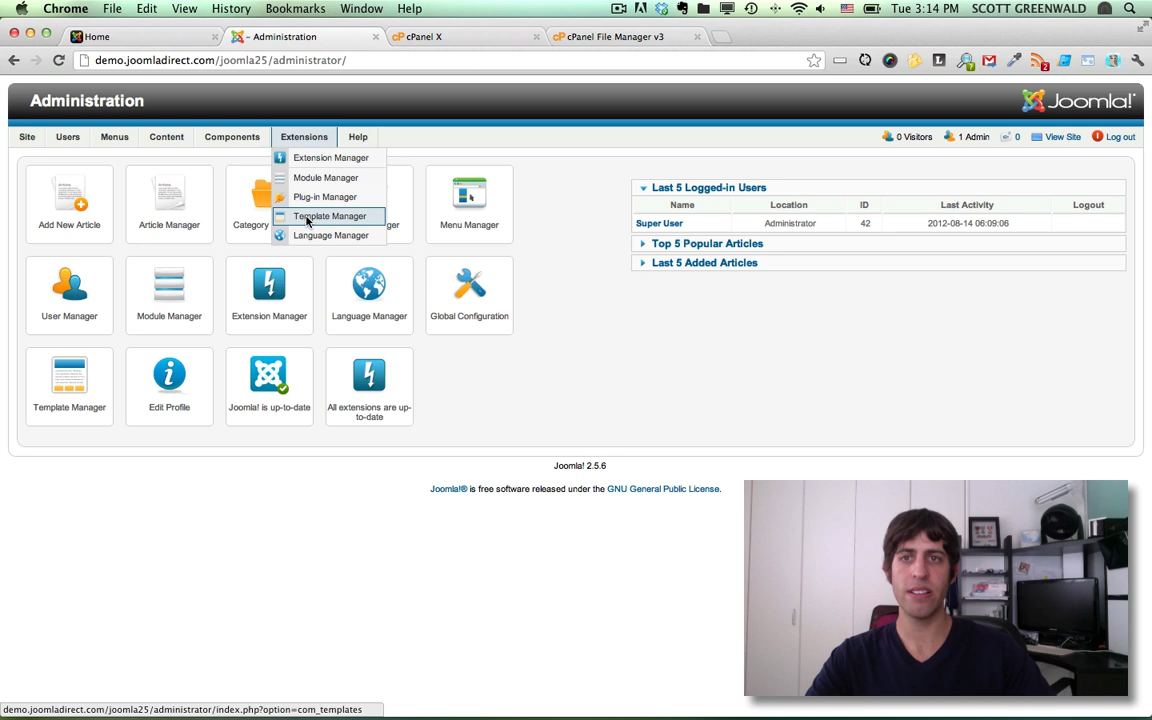 Chrome File Edit View History Bookmarks Window Help Tue 3:14 PM SCOTT GREENWALD
Home - Administration cPanel X cPanel File Manager v3
demo.joomladirect.com/joomla25/administrator/
Administration Joomla!
Site Users Menus Content Components Extensions Help 0 Visitors 1 Admin 0 View Site Log out
Extension Manager
Module Manager
Plug-in Manager
Template Manager
Language Manager
Add New Article Article Manager Category ger Menu Manager
User Manager Module Manager Extension Manager Language Manager Global Configuration
Template Manager Edit Profile Joomla! is up-to-date All extensions are up-
to-date
Last 5 Logged-in Users
Name Location ID Last Activity Logout
Super User Administrator 42 2012-08-14 06:09:06
Top 5 Popular Articles
Last 5 Added Articles
Joomla! 2.5.6
Joomla!® is free software released under the GNU General Public License.
demo.joomladirect.com/joomla25/administrator/index.php?option=com_templates